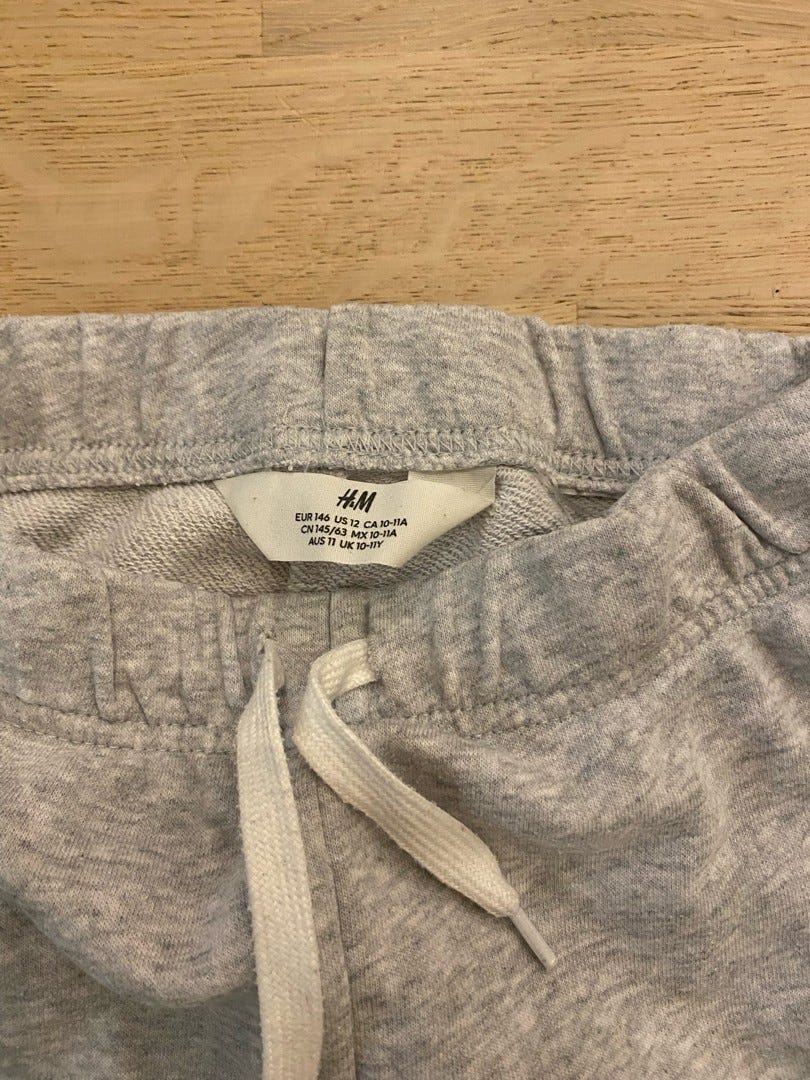 H&M
EUR 146 US 12 CA 10-11A
CN 145/63 MX 10-11A
AUS 11 UK 10-11Y